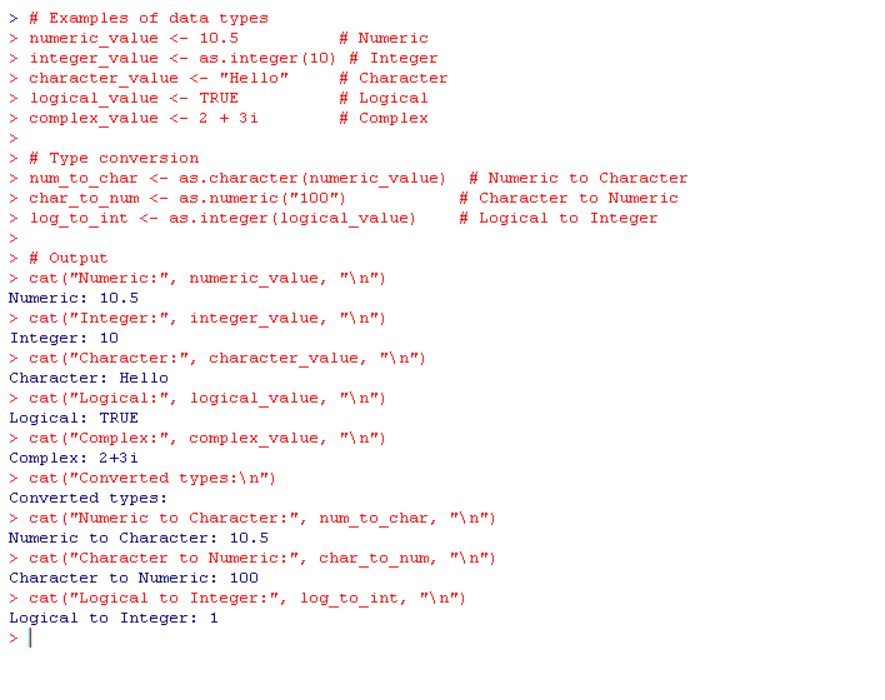 > # Examples of data types
> numeric_value <- 10.5          # Numeric
> integer_value <- as.integer(10) # Integer
> character_value <- "Hello"     # Character
> logical_value <- TRUE          # Logical
> complex_value <- 2 + 3i        # Complex
>
> # Type conversion
> num_to_char <- as.character(numeric_value)  # Numeric to Character
> char_to_num <- as.numeric("100")           # Character to Numeric
> log_to_int <- as.integer(logical_value)    # Logical to Integer
>
> # Output
> cat("Numeric:", numeric_value, "\n")
Numeric: 10.5
> cat("Integer:", integer_value, "\n")
Integer: 10
> cat("Character:", character_value, "\n")
Character: Hello
> cat("Logical:", logical_value, "\n")
Logical: TRUE
> cat("Complex:", complex_value, "\n")
Complex: 2+3i
> cat("Converted types:\n")
Converted types:
> cat("Numeric to Character:", num_to_char, "\n")
Numeric to Character: 10.5
> cat("Character to Numeric:", char_to_num, "\n")
Character to Numeric: 100
> cat("Logical to Integer:", log_to_int, "\n")
Logical to Integer: 1
>